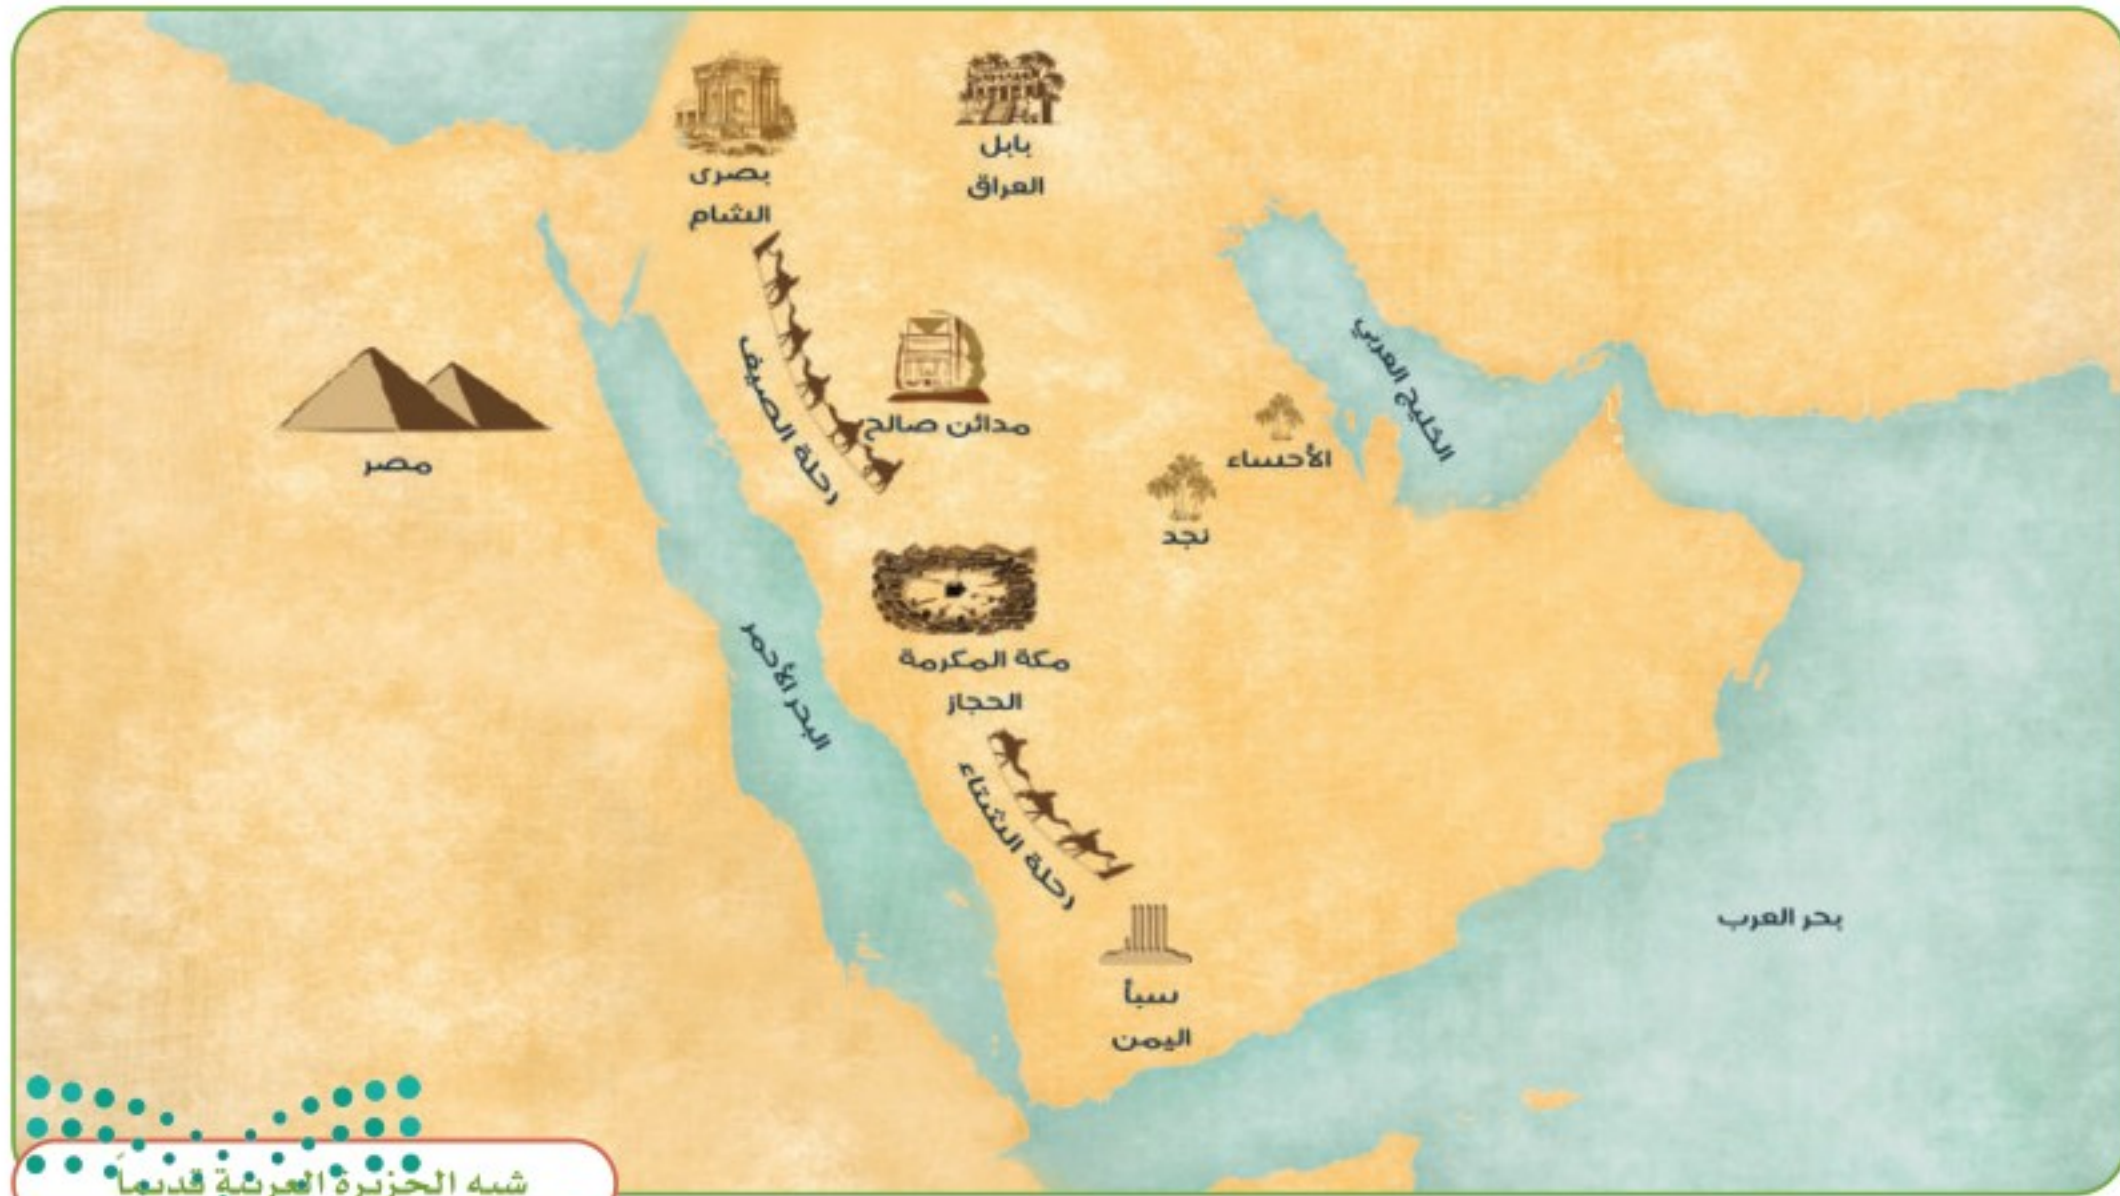 بابل
العراق
بصرى
الشام
مدائن صالح
رحلة الصيف
مصر
الخليج العربي
الأحساء
نجد
مكة المكرمة
الحجاز
البحر الأحمر
رحلة الشتاء
سبأ
اليمن
بحر العرب
شبه الجزيرة العربية قديماً